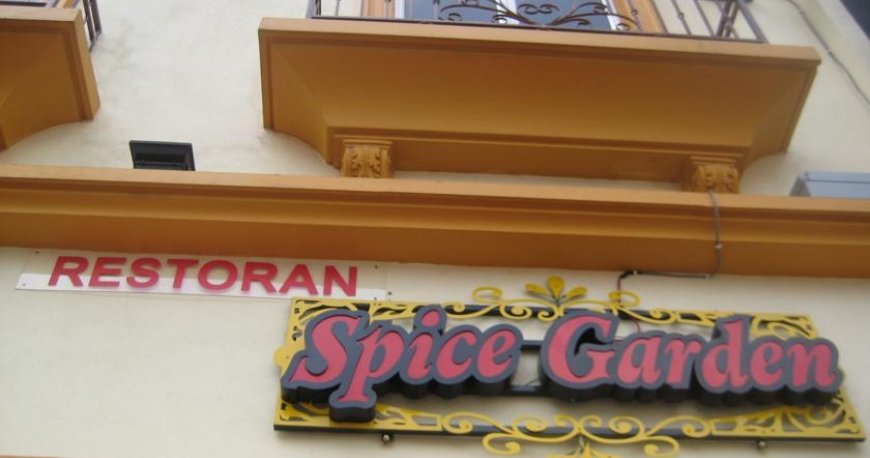 RESTORAN
Spice Garden